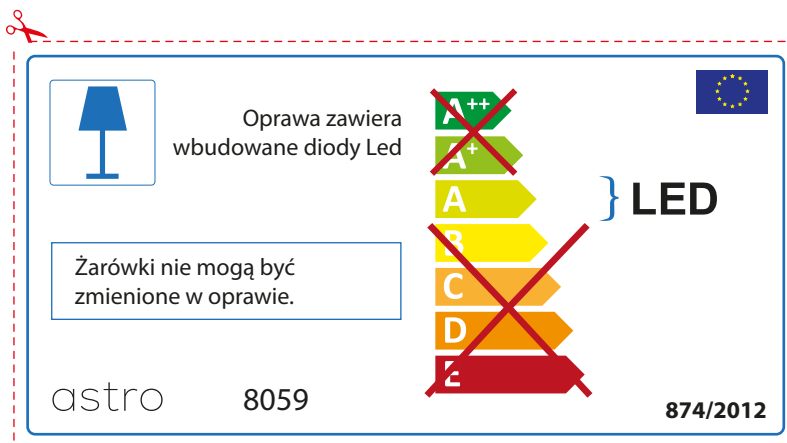 Oprawa zawiera
wbudowane diody Led
A++
A+
A
B
C
D
E
LED
Żarówki nie mogą być
zmienione w oprawie.
astro
8059
874/2012